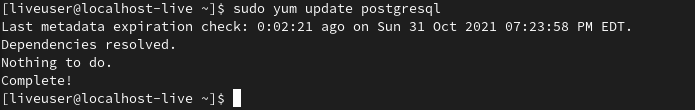 [liveuser@localhost-live ~]$ sudo yum update postgresql
Last metadata expiration check: 0:02:21 ago on Sun 31 Oct 2021 07:23:58 PM EDT.
Dependencies resolved.
Nothing to do.
Complete!
[liveuser@localhost-live ~]$